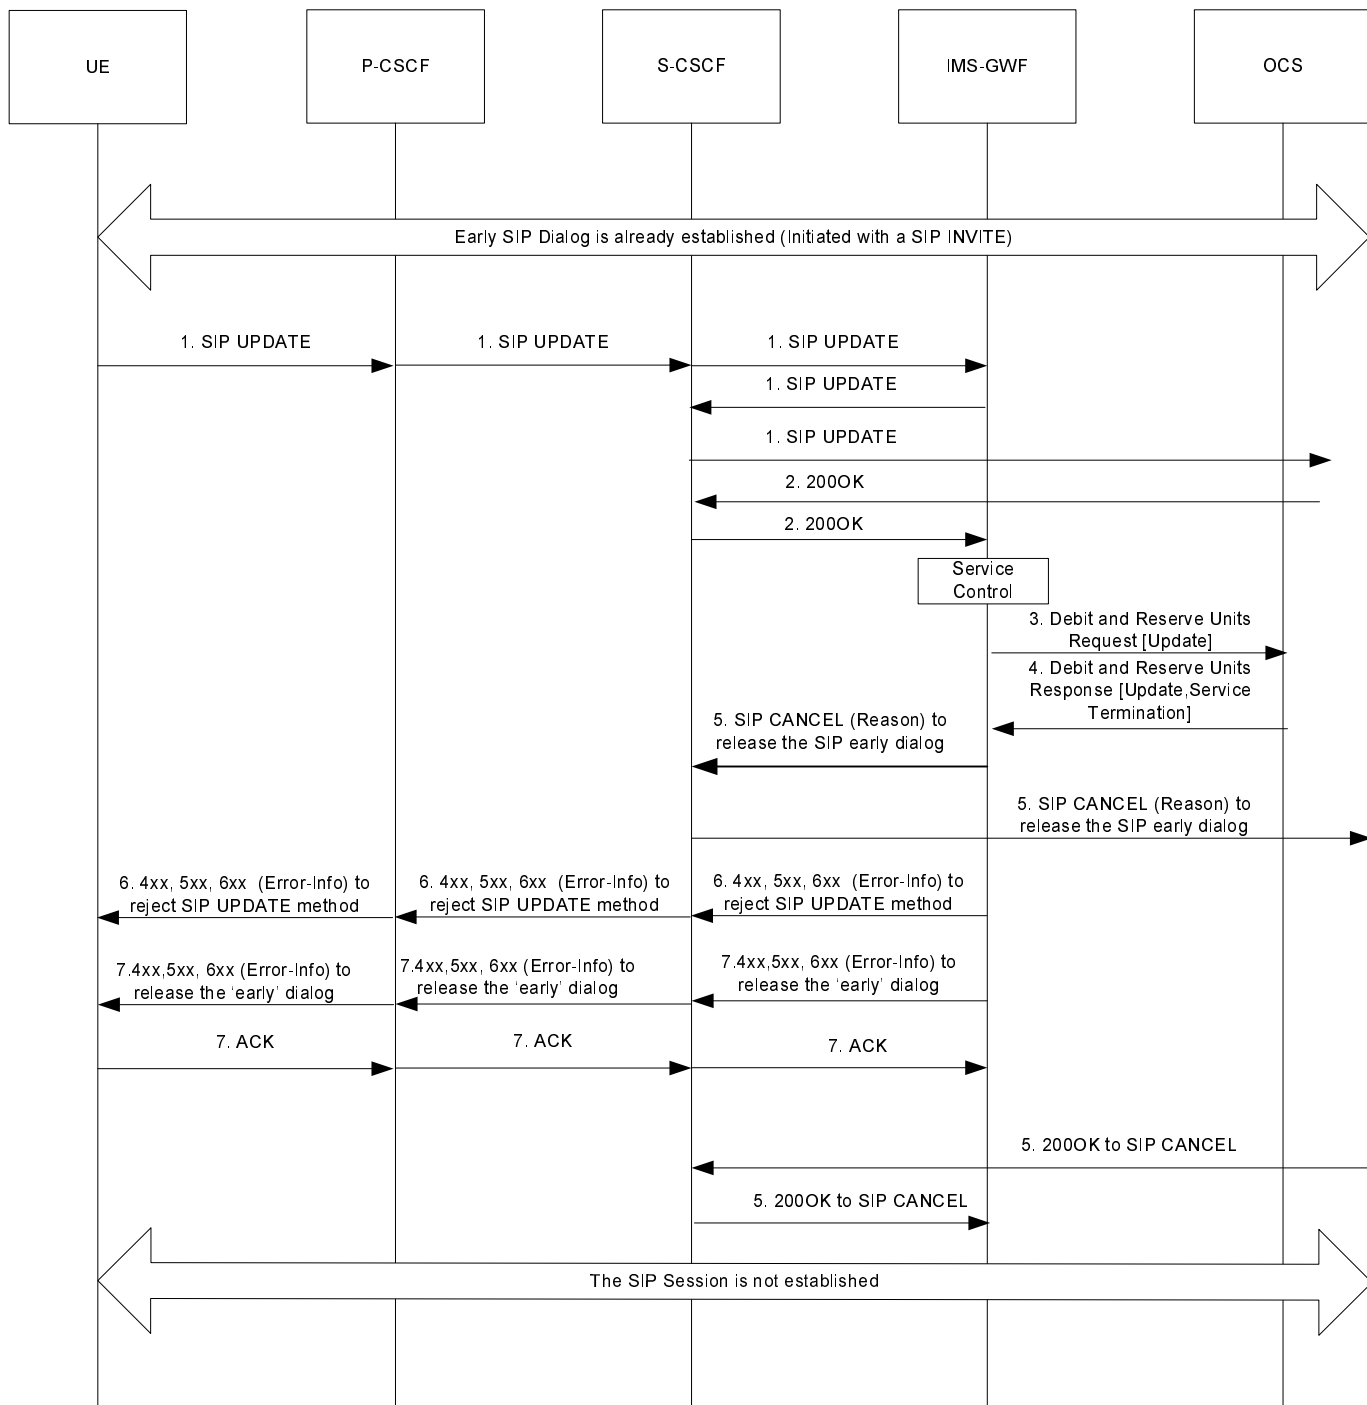 UE
P-CSCF
S-CSCF
IMS-GWF
OCS
Early SIP Dialog is already established (Initiated with a SIP INVITE)
1. SIP UPDATE
1. SIP UPDATE
1. SIP UPDATE
1. SIP UPDATE
1. SIP UPDATE
2. 200OK
2. 200OK
Service
Control
3. Debit and Reserve Units
Request [Update]
4. Debit and Reserve Units
Response [Update,Service
Termination]
5. SIP CANCEL (Reason) to
release the SIP early dialog
5. SIP CANCEL (Reason) to
release the SIP early dialog
6. 4xx, 5xx, 6xx (Error-Info) to
reject SIP UPDATE method
6. 4xx, 5xx, 6xx (Error-Info) to
reject SIP UPDATE method
6. 4xx, 5xx, 6xx (Error-Info) to
reject SIP UPDATE method
7.4xx,5xx, 6xx (Error-Info) to
release the ‘early’ dialog
7.4xx,5xx, 6xx (Error-Info) to
release the ‘early’ dialog
7.4xx,5xx, 6xx (Error-Info) to
release the ‘early’ dialog
7. ACK
7. ACK
7. ACK
5. 200OK to SIP CANCEL
5. 200OK to SIP CANCEL
The SIP Session is not established